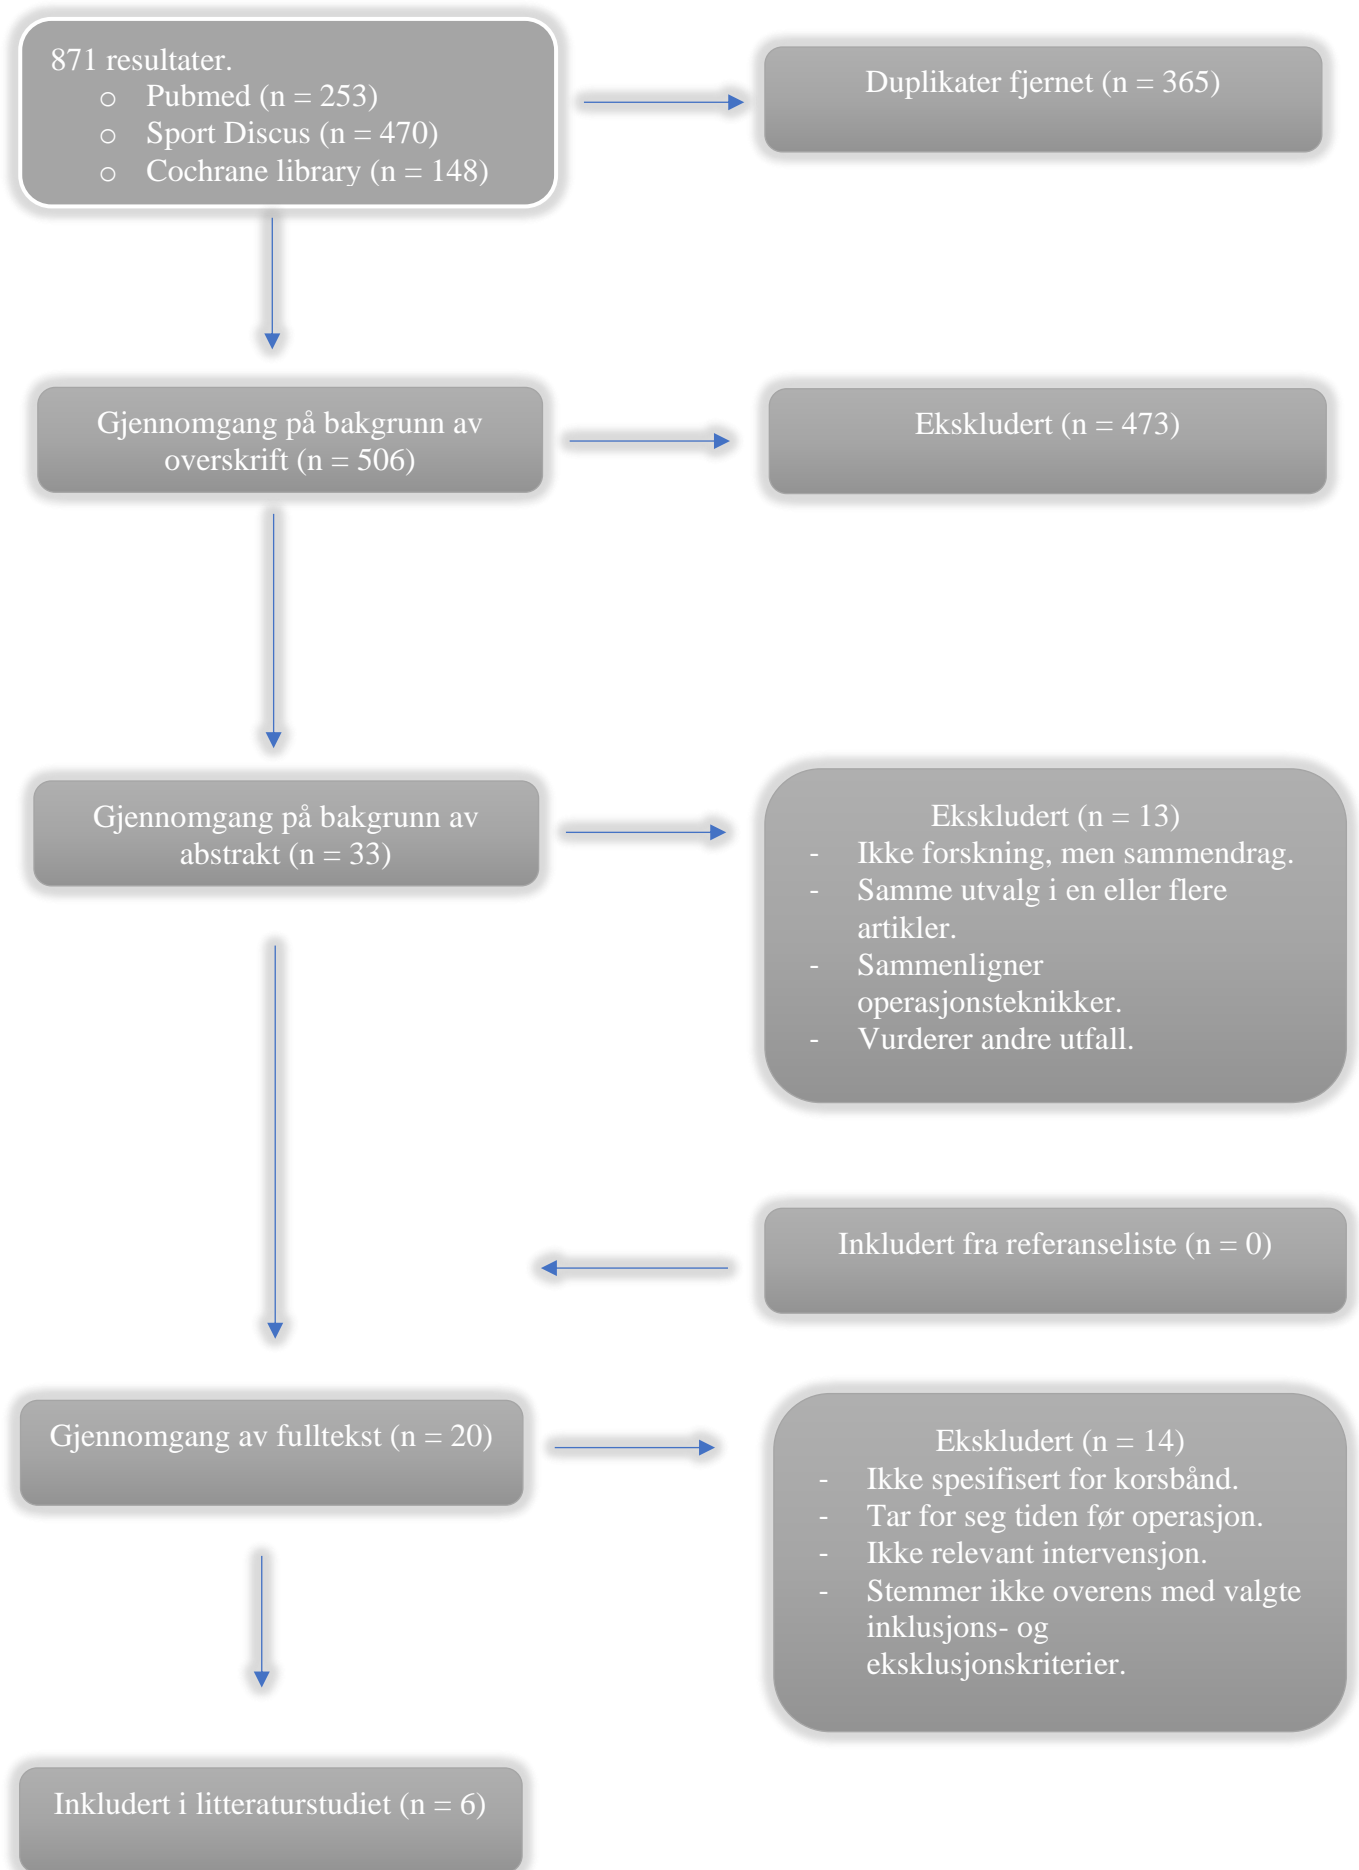 871 resultater.
o Pubmed (n = 253)
o Sport Discus (n = 470)
o Cochrane library (n = 148)
Duplikater fjernet (n = 365)
Gjennomgang på bakgrunn av
overskrift (n = 506)
Ekskludert (n = 473)
Gjennomgang på bakgrunn av
abstrakt (n = 33)
Ekskludert (n = 13)
- Ikke forskning, men sammendrag.
- Samme utvalg i en eller flere
artikler.
- Sammenligner
operasjonsteknikker.
- Vurderer andre utfall.
Inkludert fra referanseliste (n = 0)
Gjennomgang av fulltekst (n = 20)
Ekskludert (n = 14)
- Ikke spesifisert for korsbånd.
- Tar for seg tiden før operasjon.
- Ikke relevant intervensjon.
- Stemmer ikke overens med valgte
inklusjons- og
eksklusjonskriterier.
Inkludert i litteraturstudiet (n = 6)